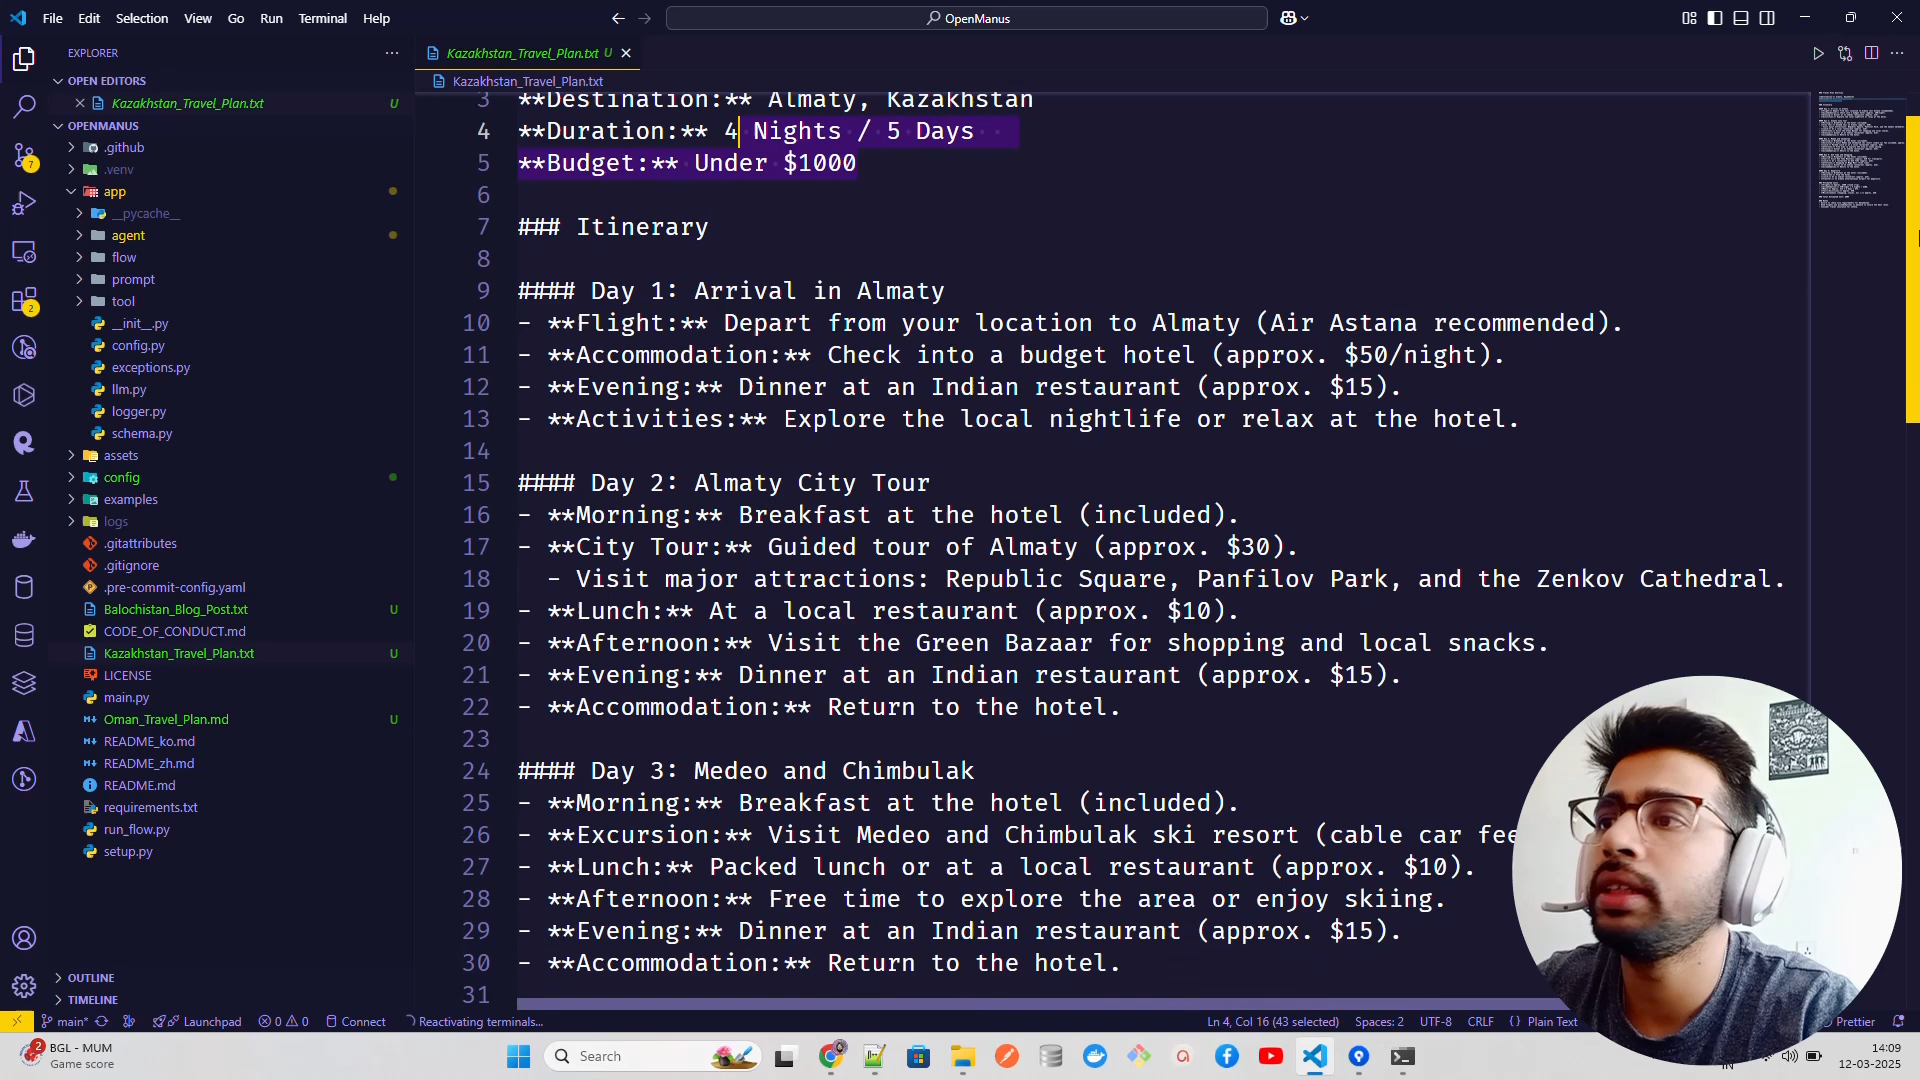 File Edit Selection View Go Run Terminal Help
OpenManus
EXPLORER
OPEN EDITORS
Kazakhstan_Travel_Plan.txt U
OPENMANUS
.github
.venv
app
__pycache__
agent
flow
prompt
tool
__init__.py
config.py
exceptions.py
llm.py
logger.py
schema.py
assets
config
examples
logs
.gitattributes
.gitignore
.pre-commit-config.yaml
Balochistan_Blog_Post.txt U
CODE_OF_CONDUCT.md
Kazakhstan_Travel_Plan.txt U
LICENSE
main.py
Oman_Travel_Plan.md U
README_ko.md
README_zh.md
README.md
requirements.txt
run_flow.py
setup.py
OUTLINE
TIMELINE
7
2
Kazakhstan_Travel_Plan.txt U
Kazakhstan_Travel_Plan.txt
3 **Destination:** Almaty, Kazakhstan
4 **Duration:** 4 Nights / 5 Days
5 **Budget:** Under $1000
6
7 ### Itinerary
8
9 #### Day 1: Arrival in Almaty
10 - **Flight:** Depart from your location to Almaty (Air Astana recommended).
11 - **Accommodation:** Check into a budget hotel (approx. $50/night).
12 - **Evening:** Dinner at an Indian restaurant (approx. $15).
13 - **Activities:** Explore the local nightlife or relax at the hotel.
14
15 #### Day 2: Almaty City Tour
16 - **Morning:** Breakfast at the hotel (included).
17 - **City Tour:** Guided tour of Almaty (approx. $30).
18 - Visit major attractions: Republic Square, Panfilov Park, and the Zenkov Cathedral.
19 - **Lunch:** At a local restaurant (approx. $10).
20 - **Afternoon:** Visit the Green Bazaar for shopping and local snacks.
21 - **Evening:** Dinner at an Indian restaurant (approx. $15).
22 - **Accommodation:** Return to the hotel.
23
24 #### Day 3: Medeo and Chimbulak
25 - **Morning:** Breakfast at the hotel (included).
26 - **Excursion:** Visit Medeo and Chimbulak ski resort (cable car fee
27 - **Lunch:** Packed lunch or at a local restaurant (approx. $10).
28 - **Afternoon:** Free time to explore the area or enjoy skiing.
29 - **Evening:** Dinner at an Indian restaurant (approx. $15).
30 - **Accommodation:** Return to the hotel.
31
main* Launchpad 0 0 Connect Reactivating terminals... Ln 4, Col 16 (43 selected) Spaces: 2 UTF-8 CRLF Plain Text Prettier
2 BGL - MUM
Game score
Search
IN
14:09
12-03-2025